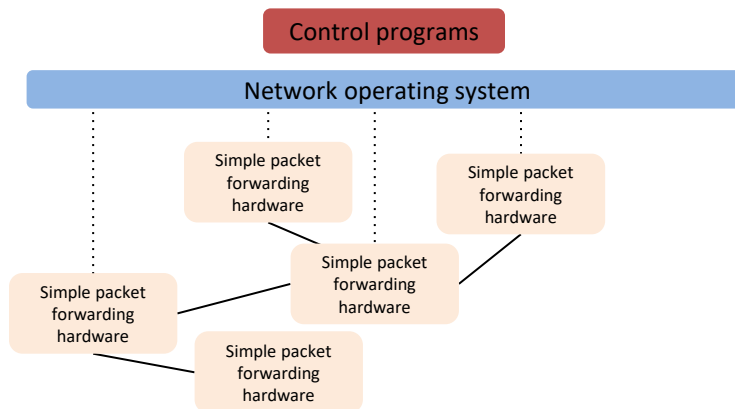 Control programs
Network operating system
Simple packet
forwarding
hardware
Simple packet
forwarding
hardware
Simple packet
forwarding
hardware
Simple packet
forwarding
hardware
Simple packet
forwarding
hardware